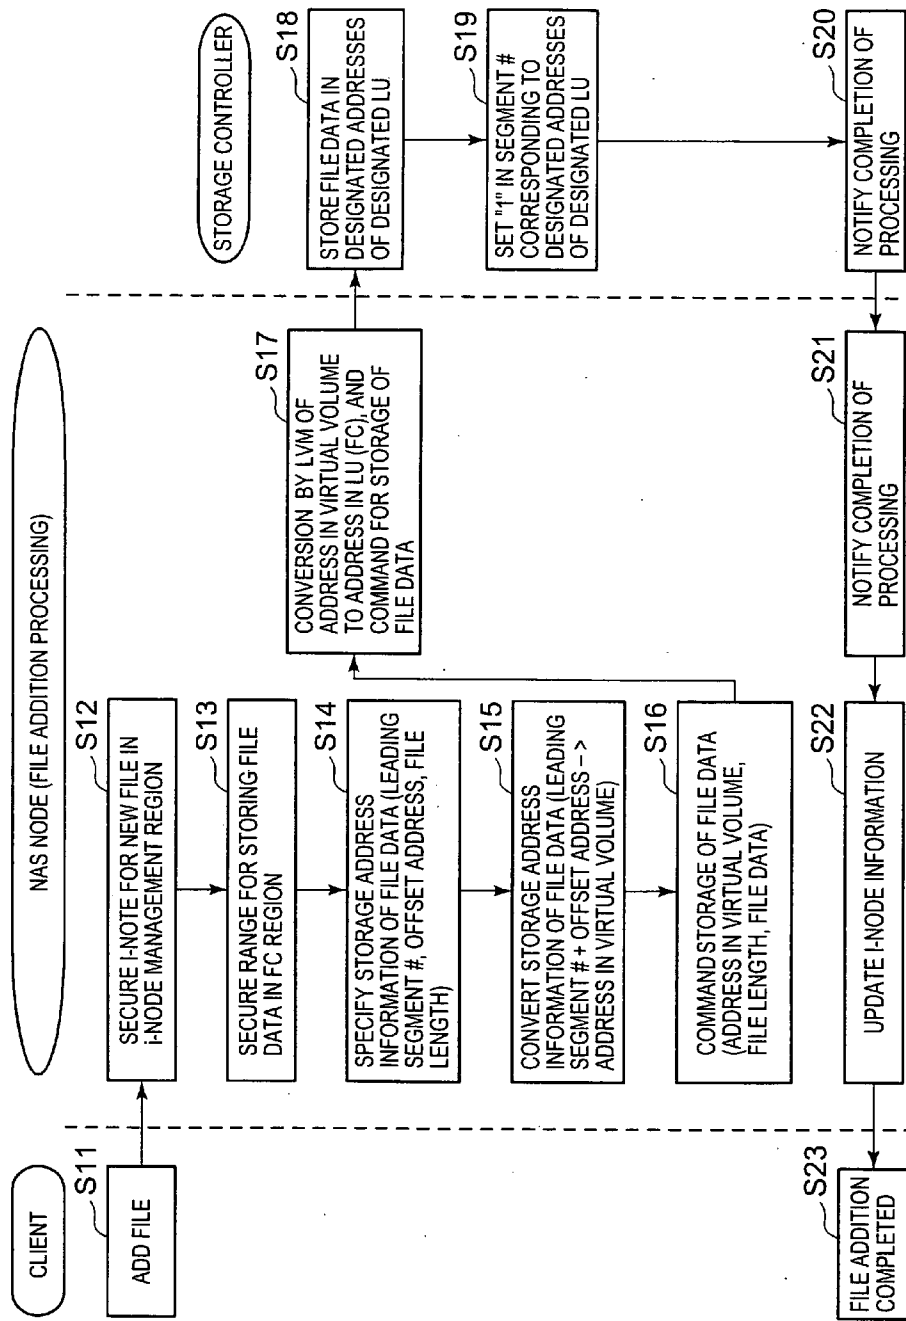 CLIENT
S11
ADD FILE
S23
FILE ADDITION
COMPLETED
NAS NODE (FILE ADDITION PROCESSING)
S12
SECURE I-NOTE FOR NEW FILE IN
i-NODE MANAGEMENT REGION
S13
SECURE RANGE FOR STORING FILE
DATA IN FC REGION
S14
SPECIFY STORAGE ADDRESS
INFORMATION OF FILE DATA (LEADING
SEGMENT #, OFFSET ADDRESS, FILE
LENGTH)
S15
CONVERT STORAGE ADDRESS
INFORMATION OF FILE DATA (LEADING
SEGMENT # + OFFSET ADDRESS –>
ADDRESS IN VIRTUAL VOLUME)
S16
COMMAND STORAGE OF FILE DATA
(ADDRESS IN VIRTUAL VOLUME,
FILE LENGTH, FILE DATA)
S17
CONVERSION BY LVM OF
ADDRESS IN VIRTUAL VOLUME
TO ADDRESS IN LU (FC), AND
COMMAND FOR STORAGE OF
FILE DATA
S22
UPDATE I-NODE INFORMATION
S21
NOTIFY COMPLETION OF
PROCESSING
STORAGE CONTROLLER
S18
STORE FILE DATA IN
DESIGNATED ADDRESSES
OF DESIGNATED LU
S19
SET "1" IN SEGMENT #
CORRESPONDING TO
DESIGNATED ADDRESSES
OF DESIGNATED LU
S20
NOTIFY COMPLETION OF
PROCESSING